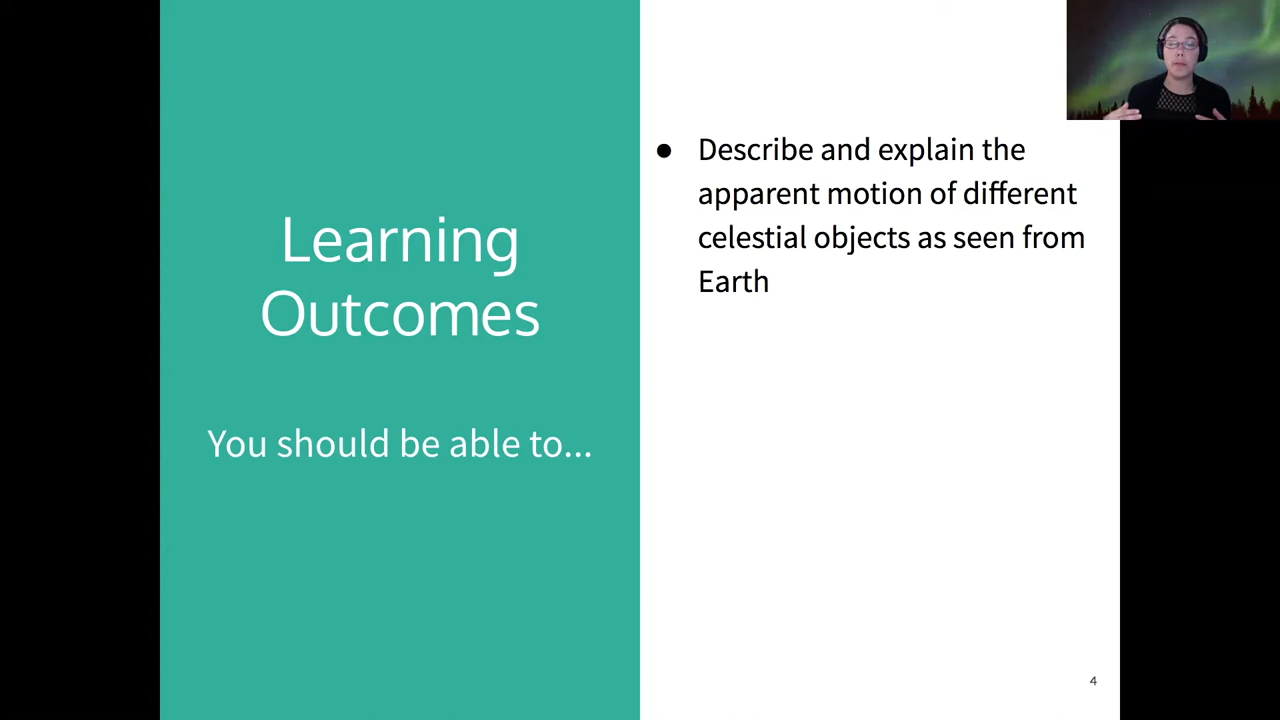 Learning
Outcomes
You should be able to...
● Describe and explain the
apparent motion of different
celestial objects as seen from
Earth
4